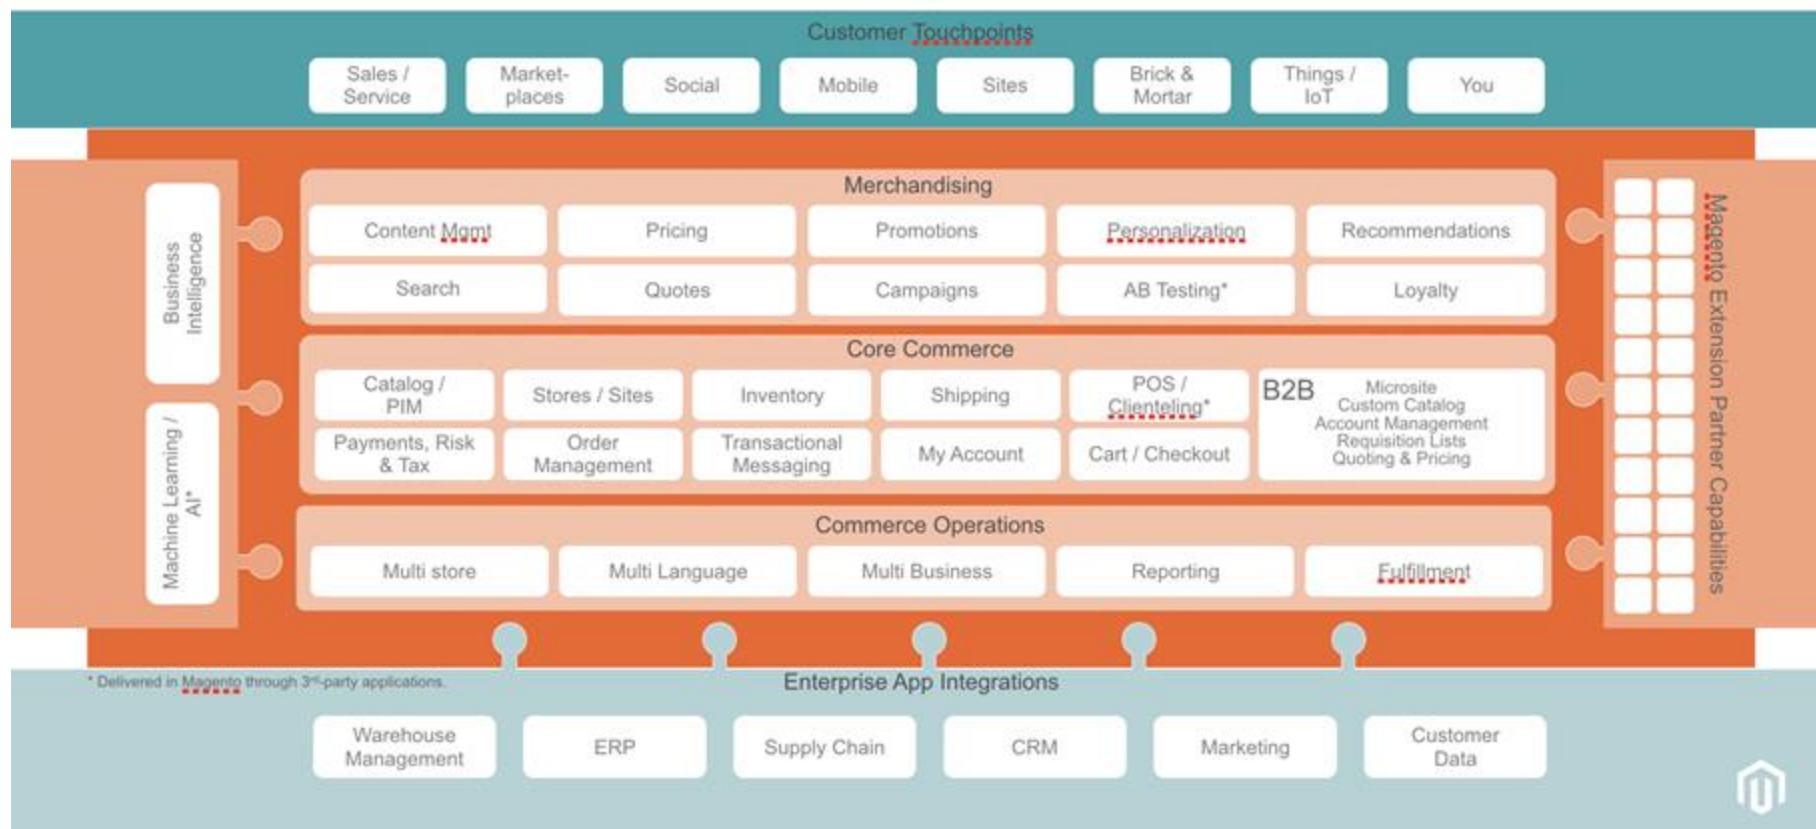 Customer Touchpoints
Sales /
Service
Market-
places
Social
Mobile
Sites
Brick &
Mortar
Things /
IoT
You
Business
Intelligence
Machine Learning /
AI*
Merchandising
Content Mgmt
Pricing
Promotions
Personalization
Recommendations
Search
Quotes
Campaigns
AB Testing*
Loyalty
Core Commerce
Catalog /
PIM
Stores / Sites
Inventory
Shipping
POS /
Clienteling*
Payments, Risk
& Tax
Order
Management
Transactional
Messaging
My Account
Cart / Checkout
B2B
Microsite
Custom Catalog
Account Management
Requisition Lists
Quoting & Pricing
Commerce Operations
Multi store
Multi Language
Multi Business
Reporting
Fulfillment
Magento Extension Partner Capabilities
* Delivered in Magento through 3rd-party applications.
Enterprise App Integrations
Warehouse
Management
ERP
Supply Chain
CRM
Marketing
Customer
Data